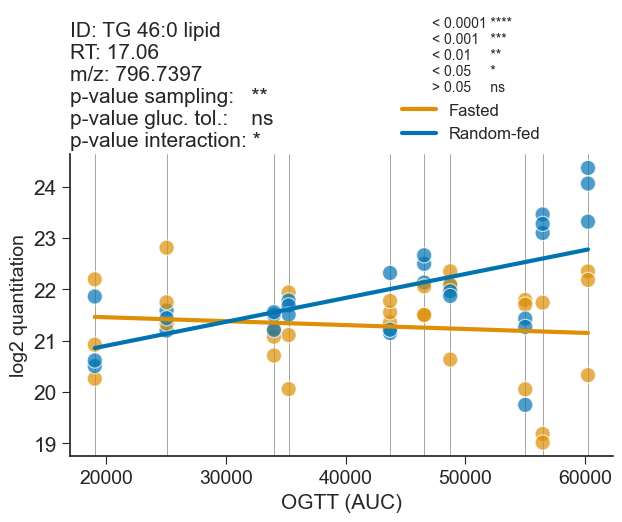 ID: TG 46:0 lipid
RT: 17.06
m/z: 796.7397
p-value sampling: **
p-value gluc. tol.: ns
p-value interaction: *
< 0.0001 ****
< 0.001 ***
< 0.01 **
< 0.05 *
> 0.05 ns
Fasted
Random-fed
log2 quantitation
24
23
22
21
20
19
20000 30000 40000 50000 60000
OGTT (AUC)